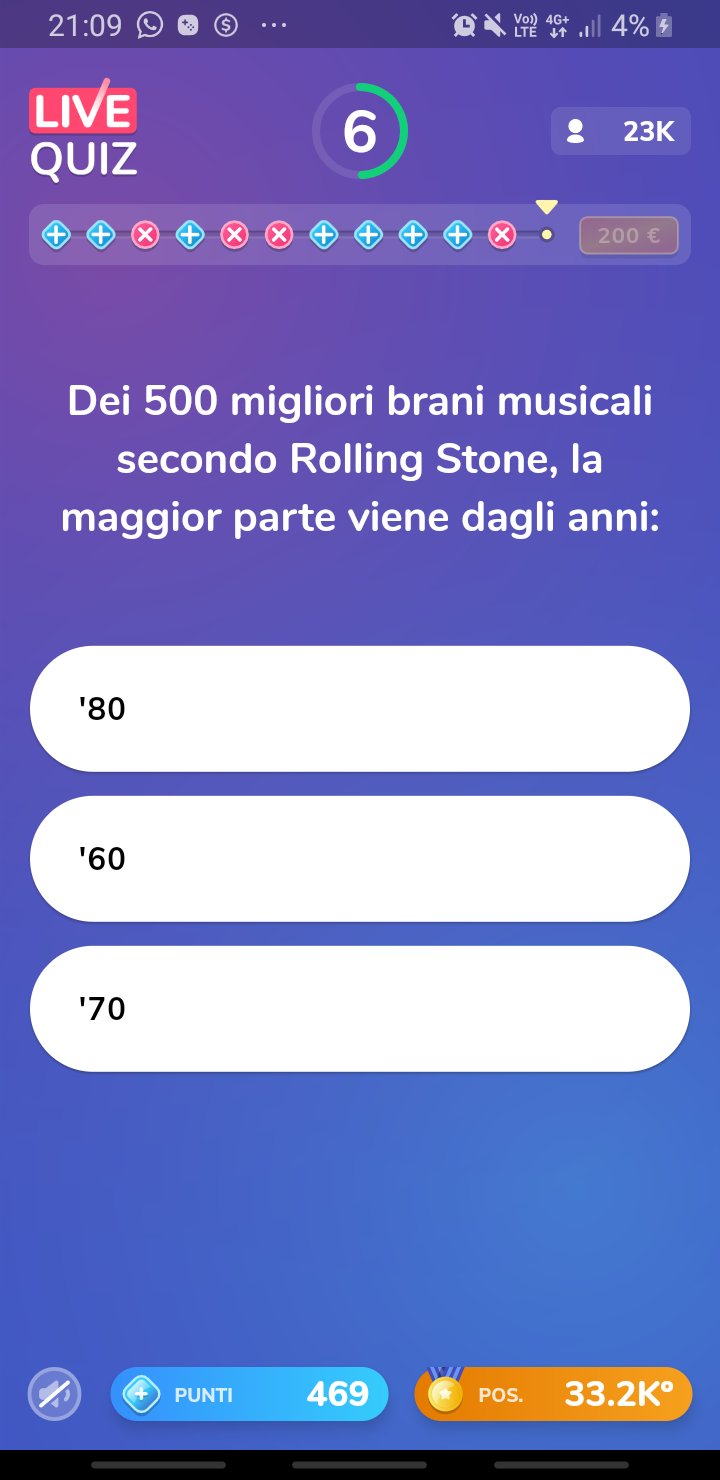 21:09
Vo)) LTE 4G+ 4%
LIVE
QUIZ
6
23K
200 €
Dei 500 migliori brani musicali
secondo Rolling Stone, la
maggior parte viene dagli anni:
'80
'60
'70
PUNTI 469
POS. 33.2K°